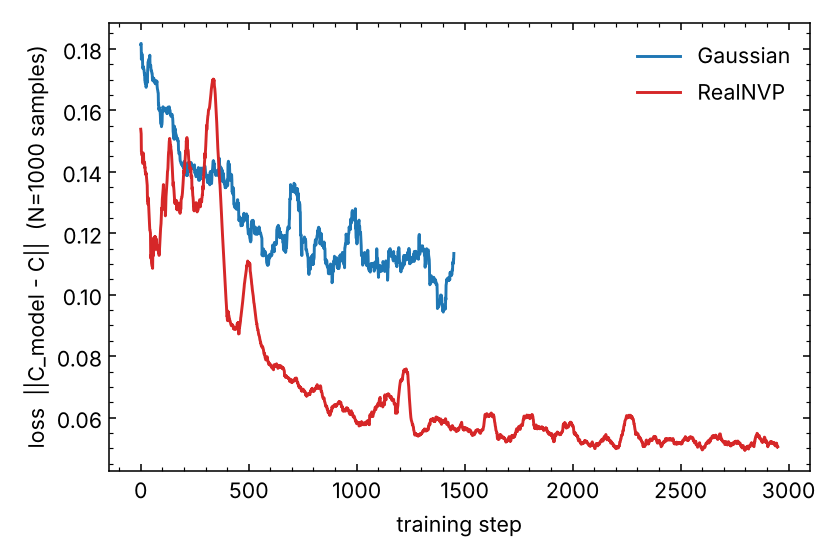 Gaussian
RealNVP
loss ||C_model - C|| (N=1000 samples)
0.18
0.16
0.14
0.12
0.10
0.08
0.06
0 500 1000 1500 2000 2500 3000
training step